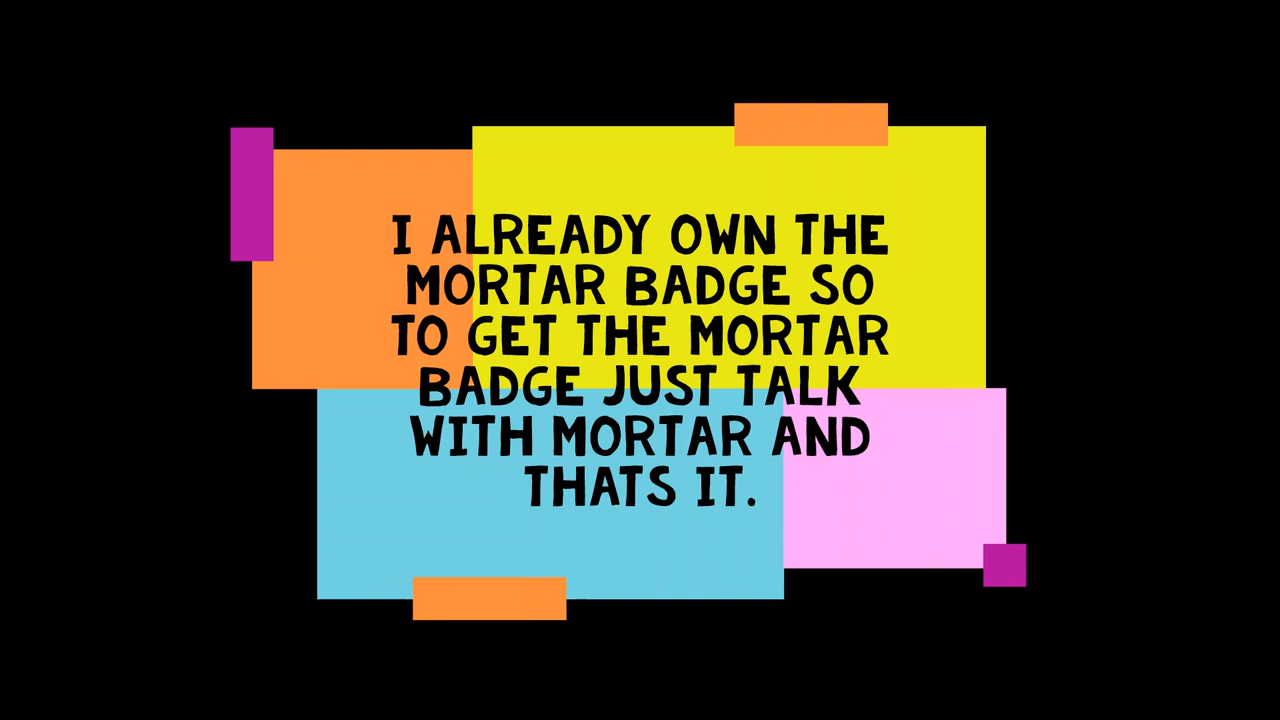 I ALREADY OWN THE
MORTAR BADGE SO
TO GET THE MORTAR
BADGE JUST TALK
WITH MORTAR AND
THATS IT.